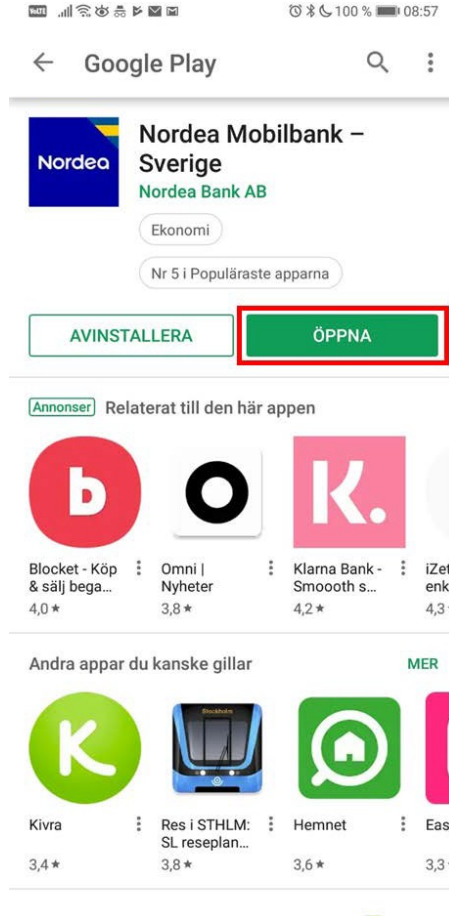 VoLTE 100 % 08:57
Google Play
Nordea
Nordea Mobilbank –
Sverige
Nordea Bank AB
Ekonomi
Nr 5 i Populäraste apparna
AVINSTALLERA ÖPPNA
Annonser Relaterat till den här appen
b K.
Blocket - Köp Omni | Klarna Bank - iZet
& sälj bega... Nyheter Smoooth s... enk
4,0 ★ 3,8 ★ 4,2 ★ 4,3
Andra appar du kanske gillar MER
K Stockholm
Kivra Res i STHLM: Hemnet Eas
SL reseplan...
3,4 ★ 3,8 ★ 3,6 ★ 3,3